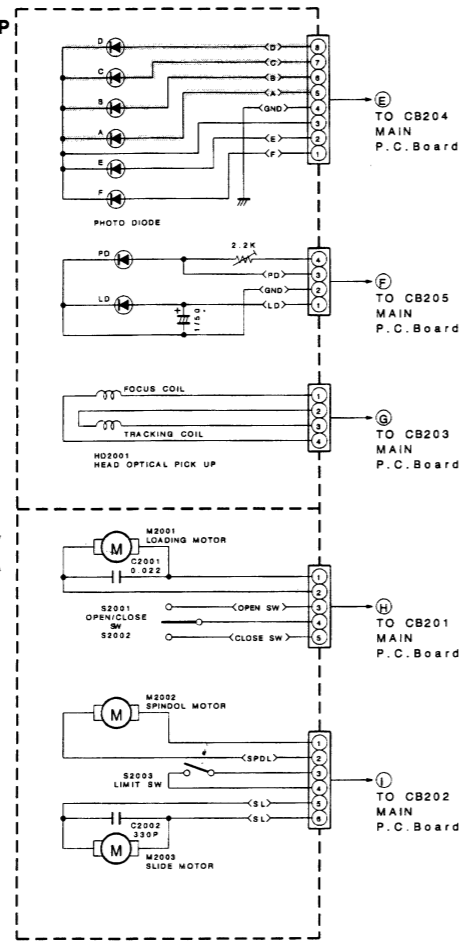 P
D
<D>
8
C
<C>
7
B
<B>
6
A
<A>
5
<GND>
4
3
E
<E>
2
F
<F>
1
PHOTO DIODE
E
TO CB204
MAIN
P.C.Board
PD
2.2K
4
<PD>
3
<GND>
2
LD
<LD>
1
+
1/50
F
TO CB205
MAIN
P.C.Board
FOCUS COIL
1
2
3
TRACKING COIL
4
HD2001
HEAD OPTICAL PICK UP
G
TO CB203
MAIN
P.C.Board
M2001
LOADING MOTOR
M
C2001
0.022
1
2
S2001
OPEN/CLOSE
SW
S2002
<OPEN SW>
3
4
<CLOSE SW>
5
H
TO CB201
MAIN
P.C.Board
M2002
SPINDOL MOTOR
M
1
<SPDL>
2
S2003
LIMIT SW
3
4
<SL>
5
<SL>
6
C2002
330P
M
M2003
SLIDE MOTOR
I
TO CB202
MAIN
P.C.Board